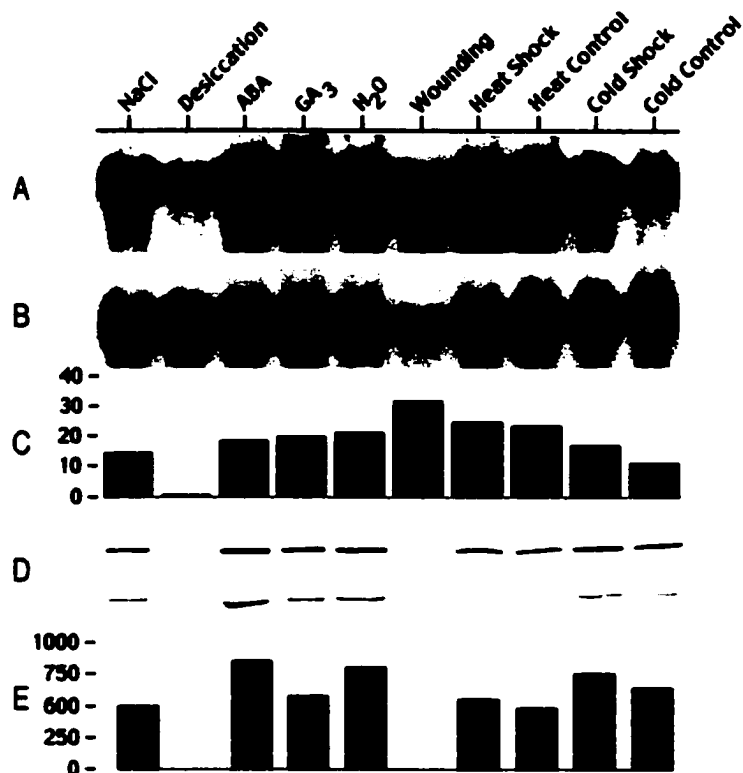 NaCl Desiccation ABA GA3 H2O Wounding Heat Shock Heat Control Cold Shock Cold Control
A
B
40
30
C 20
10
0
D
1000
750
E 600
250
0